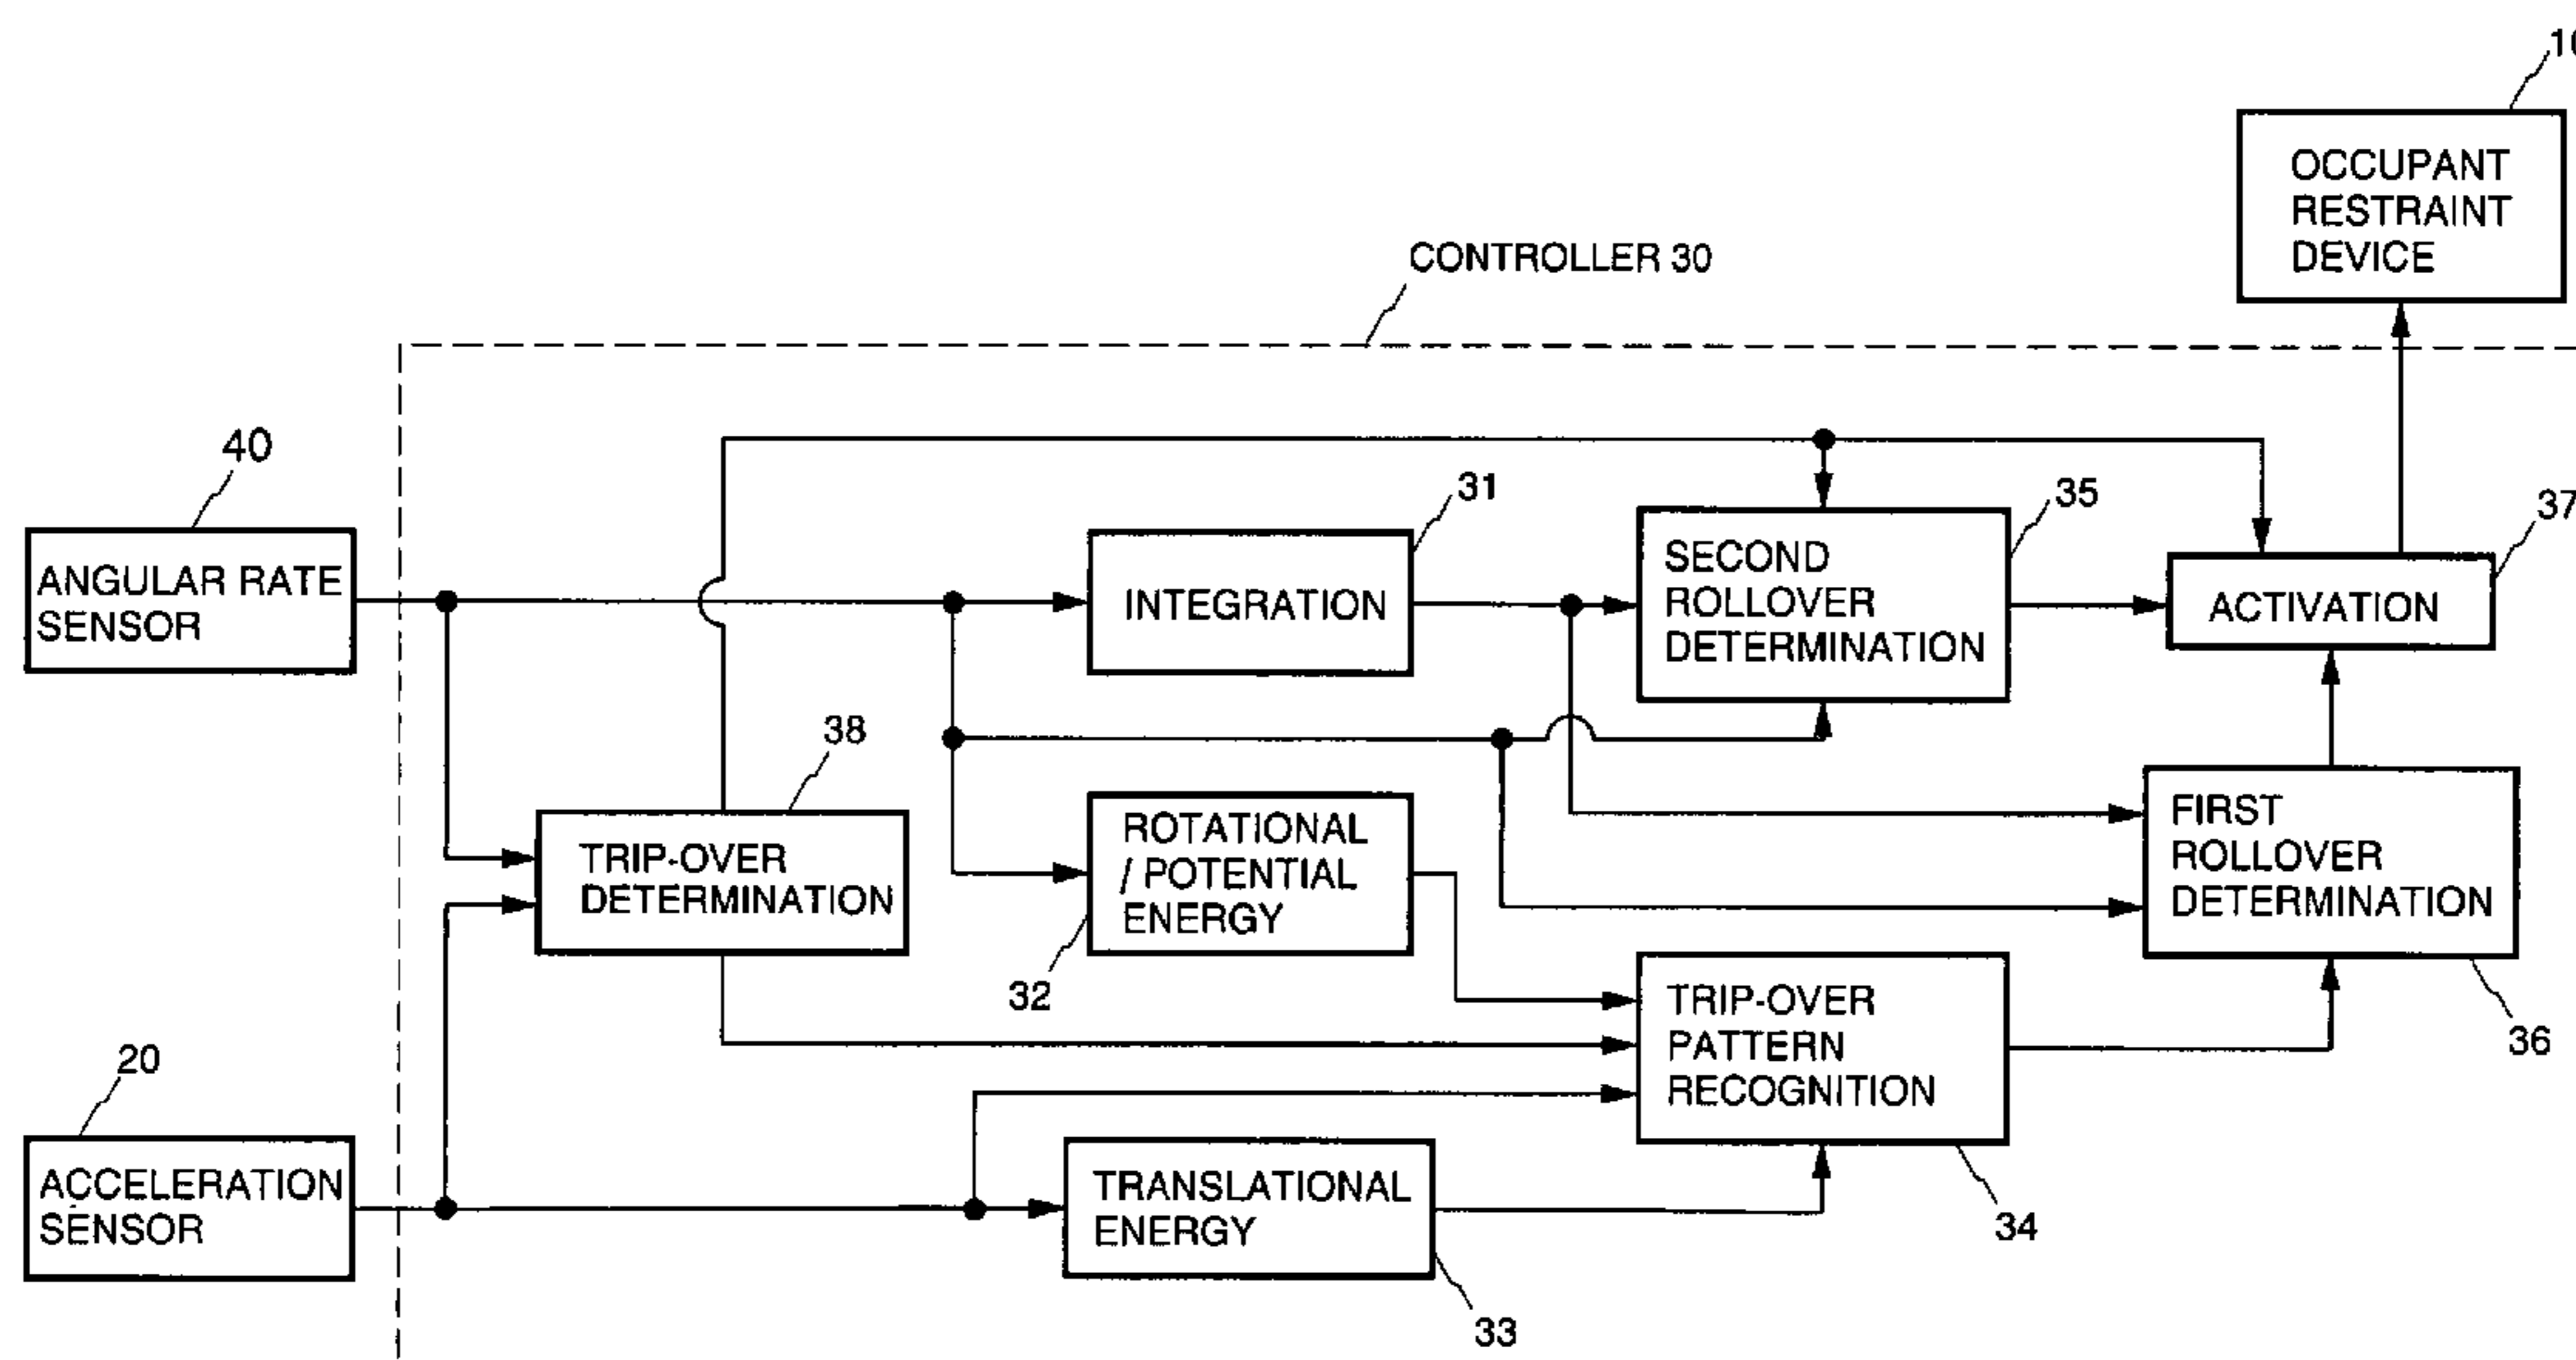 10
OCCUPANT
RESTRAINT
DEVICE
CONTROLLER 30
40
ANGULAR RATE
SENSOR
31
INTEGRATION
35
SECOND
ROLLOVER
DETERMINATION
37
ACTIVATION
38
TRIP-OVER
DETERMINATION
ROTATIONAL
/ POTENTIAL
ENERGY
32
FIRST
ROLLOVER
DETERMINATION
36
TRIP-OVER
PATTERN
RECOGNITION
34
20
ACCELERATION
SENSOR
TRANSLATIONAL
ENERGY
33